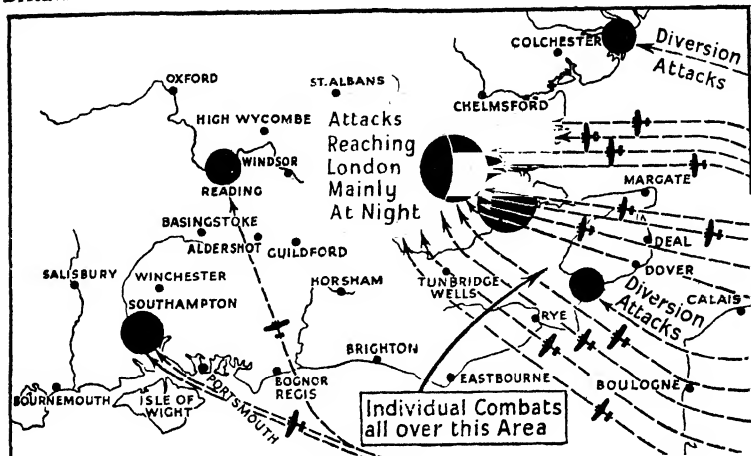 COLCHESTER
Diversion
Attacks
OXFORD
ST. ALBANS
CHELMSFORD
HIGH WYCOMBE
Attacks
Reaching
London
Mainly
At Night
WINDSOR
READING
MARGATE
BASINGSTOKE
ALDERSHOT
GUILDFORD
DEAL
DOVER
SALISBURY
WINCHESTER
HORSHAM
TUNBRIDGE
WELLS
Diversion
Attacks
CALAIS
SOUTHAMPTON
RYE
BRIGHTON
BOURNEMOUTH
ISLE OF
WIGHT
PORTSMOUTH
BOGNOR
REGIS
EASTBOURNE
BOULOGNE
Individual Combats
all over this Area